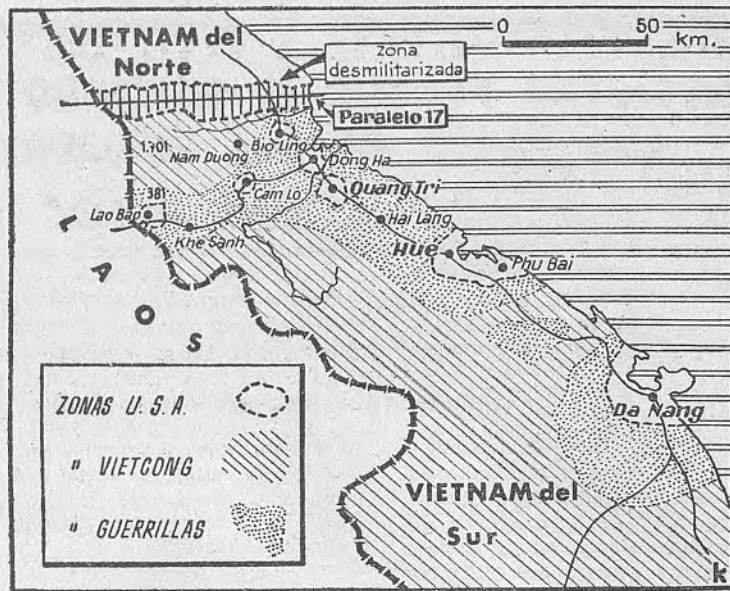 VIETNAM del
Norte
zona
desmilitarizada
0 50
km.
Paralelo 17
1.701
Nam Duong
Bio Ling
Dong Ha
381
Cam Lo
Quang Tri
Lao Bao
Khe Sanh
Hai Lang
Hue
Phu Bai
LAOS
Da Nang
ZONAS U.S.A.
" VIETCONG
" GUERRILLAS
VIETNAM del
Sur
k